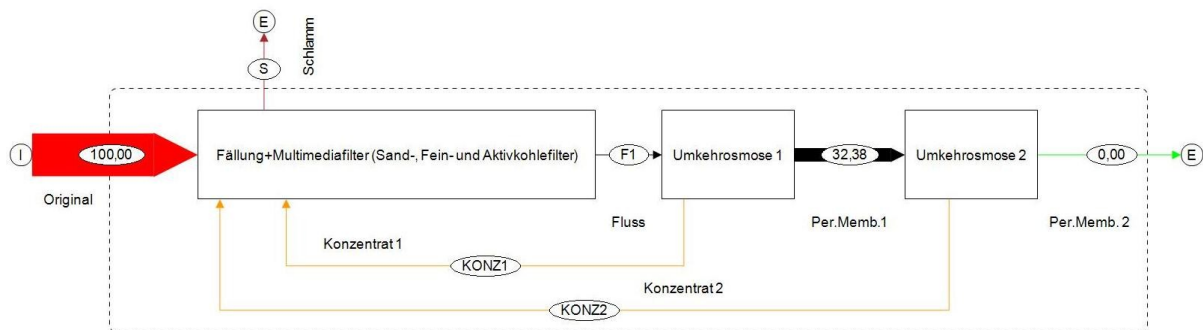 E
Schlamm
S
I
100,00
Original
Fällung+Multimediafilter (Sand-, Fein- und Aktivkohlefilter)
F1
Fluss
Umkehrosmose 1
32,38
Per.Memb.1
Umkehrosmose 2
0,00
Per.Memb. 2
E
Konzentrat 1
KONZ1
Konzentrat 2
KONZ2